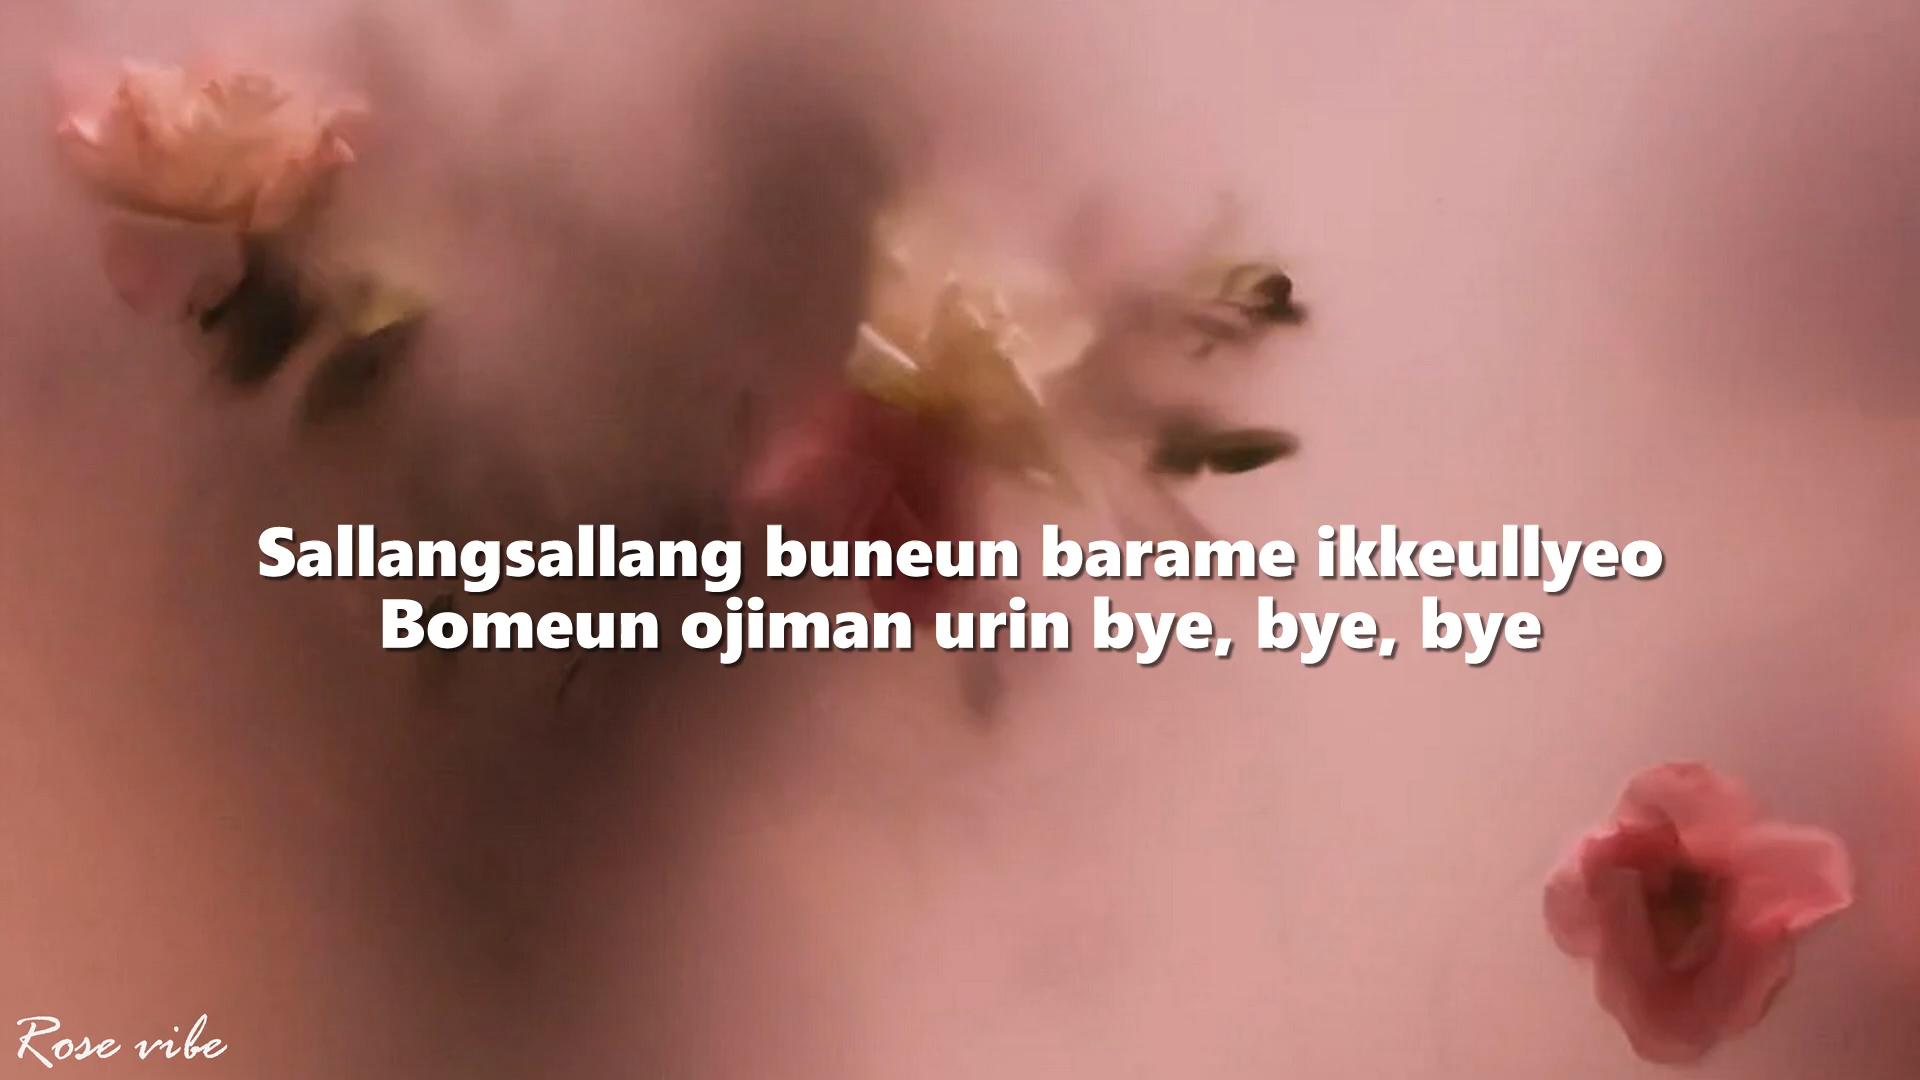 Sallangsallang buneun barame ikkeullyeo
Bomeun ojiman urin bye, bye, bye
Rose vibe